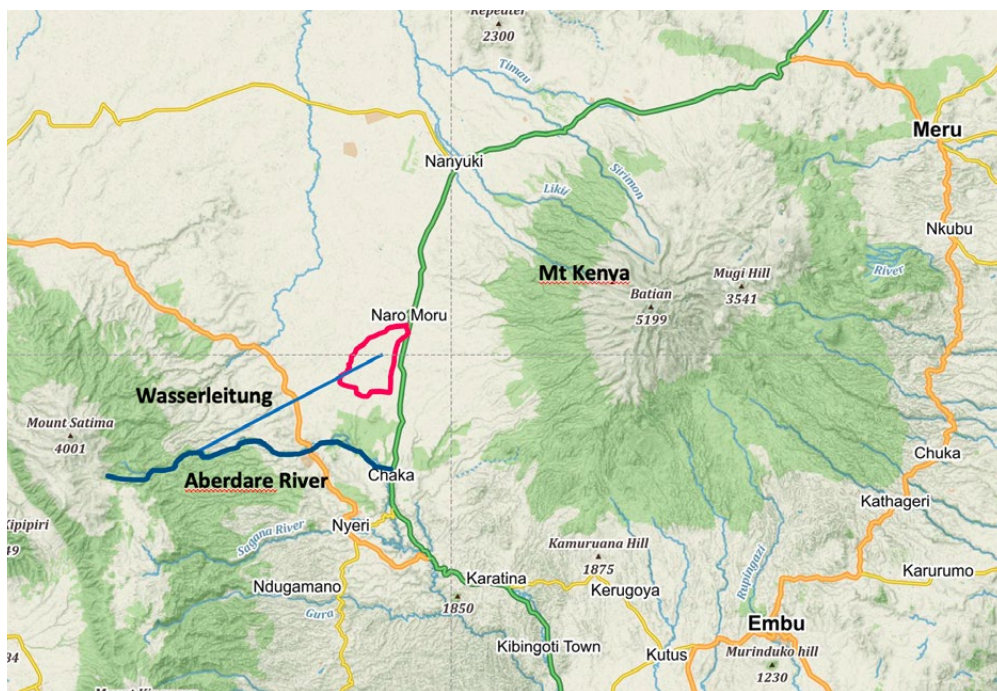 Repeater
2300
Timau
Meru
Nanyuki
Sirimon
Likii
Nkubu
Mt Kenya
Mugi Hill
3541
River
Batian
5199
Naro Moru
Wasserleitung
Mount Satima
4001
Chuka
Aberdare River
Chaka
Kathageri
Kipipiri
49
Nyeri
Sagana River
Kamuruana Hill
1875
Rupingazi
Ndugamano
Karatina
Karurumo
1850
Kerugoya
Gura
Embu
Kibingoti Town
Kutus
Murinduko hill
1230
84